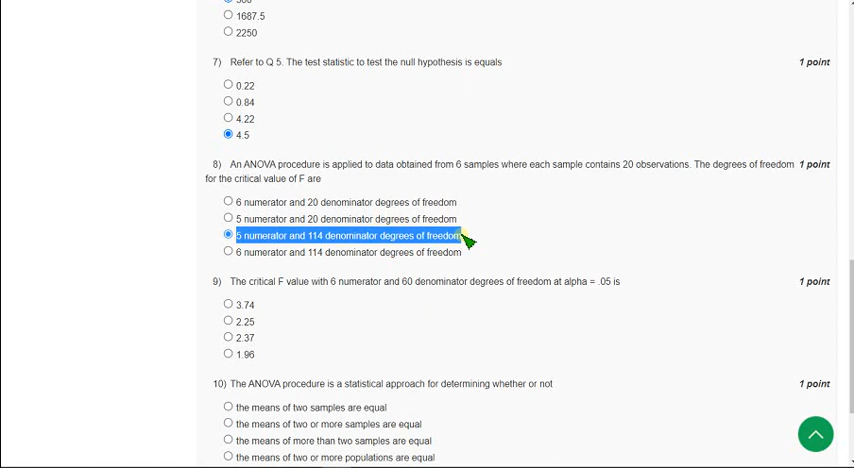 1687.5
2250
7) Refer to Q 5. The test statistic to test the null hypothesis is equals 1 point
0.22
0.84
4.22
4.5
8) An ANOVA procedure is applied to data obtained from 6 samples where each sample contains 20 observations. The degrees of freedom 1 point
for the critical value of F are
6 numerator and 20 denominator degrees of freedom
5 numerator and 20 denominator degrees of freedom
5 numerator and 114 denominator degrees of freedom
6 numerator and 114 denominator degrees of freedom
9) The critical F value with 6 numerator and 60 denominator degrees of freedom at alpha = .05 is 1 point
3.74
2.25
2.37
1.96
10) The ANOVA procedure is a statistical approach for determining whether or not 1 point
the means of two samples are equal
the means of two or more samples are equal
the means of more than two samples are equal
the means of two or more populations are equal